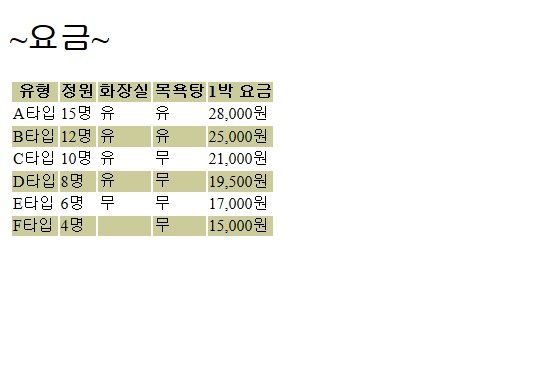 ~요금~
유형 정원 화장실 목욕탕 1박 요금
A타입 15명 유 유 28,000원
B타입 12명 유 유 25,000원
C타입 10명 유 무 21,000원
D타입 8명 유 무 19,500원
E타입 6명 무 무 17,000원
F타입 4명 무 15,000원